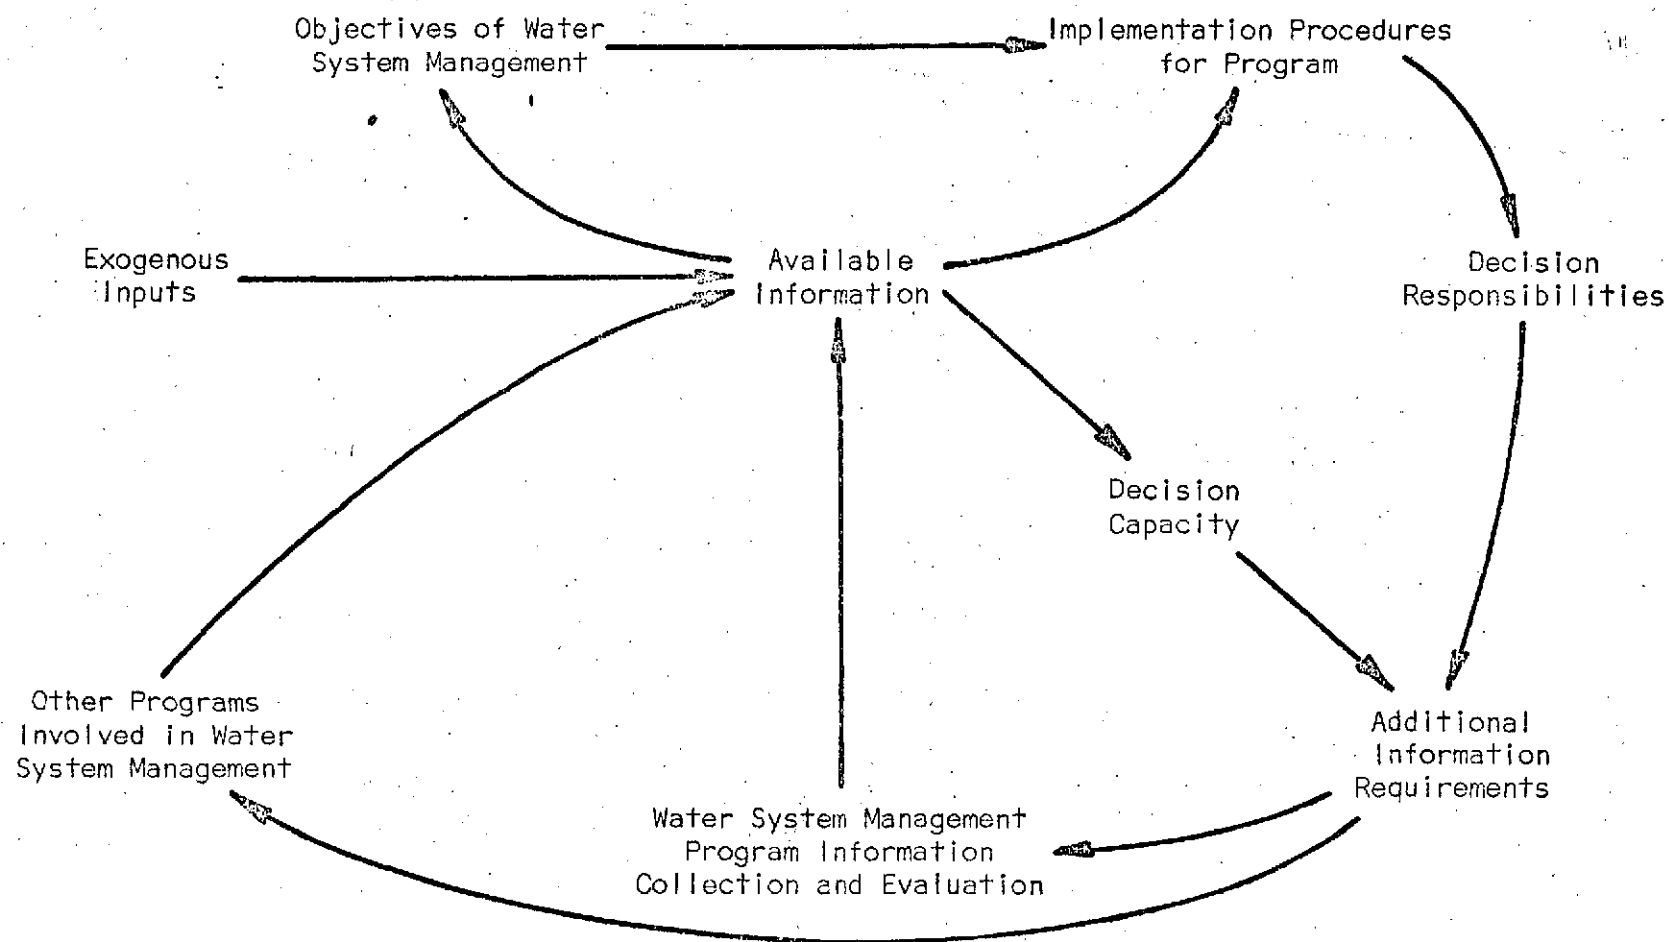 Objectives of Water
System Management
Implementation Procedures
for Program
Exogenous
Inputs
Available
Information
Decision
Responsibilities
Decision
Capacity
Other Programs
Involved in Water
System Management
Additional
Information
Requirements
Water System Management
Program Information
Collection and Evaluation